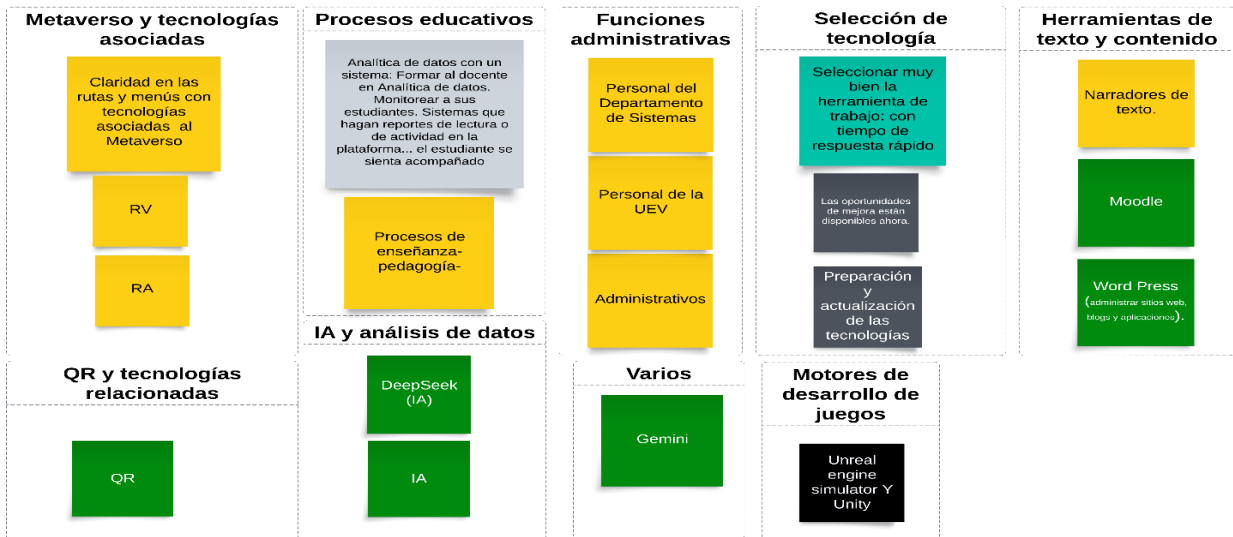 Metaverso y tecnologías
asociadas
Claridad en las
rutas y menús con
tecnologías
asociadas al
Metaverso
RV
RA
Procesos educativos
Analítica de datos con un
sistema: Formar al docente
en Analítica de datos.
Monitorear a sus
estudiantes. Sistemas que
hagan reportes de lectura o
de actividad en la
plataforma... el estudiante se
sienta acompañado
Procesos de
enseñanza-
pedagogía-
Funciones
administrativas
Personal del
Departamento
de Sistemas
Personal de la
UEV
Administrativos
Selección de
tecnología
Seleccionar muy
bien la
herramienta de
trabajo: con
tiempo de
respuesta rápido
Las oportunidades
de mejora están
disponibles ahora.
Preparación
y
actualización
de las
tecnologías
Herramientas de
texto y contenido
Narradores de
texto.
Moodle
Word Press
(administrar sitios web,
blogs y aplicaciones).
QR y tecnologías
relacionadas
QR
IA y análisis de datos
DeepSeek
(IA)
IA
Varios
Gemini
Motores de
desarrollo de
juegos
Unreal
engine
simulator Y
Unity